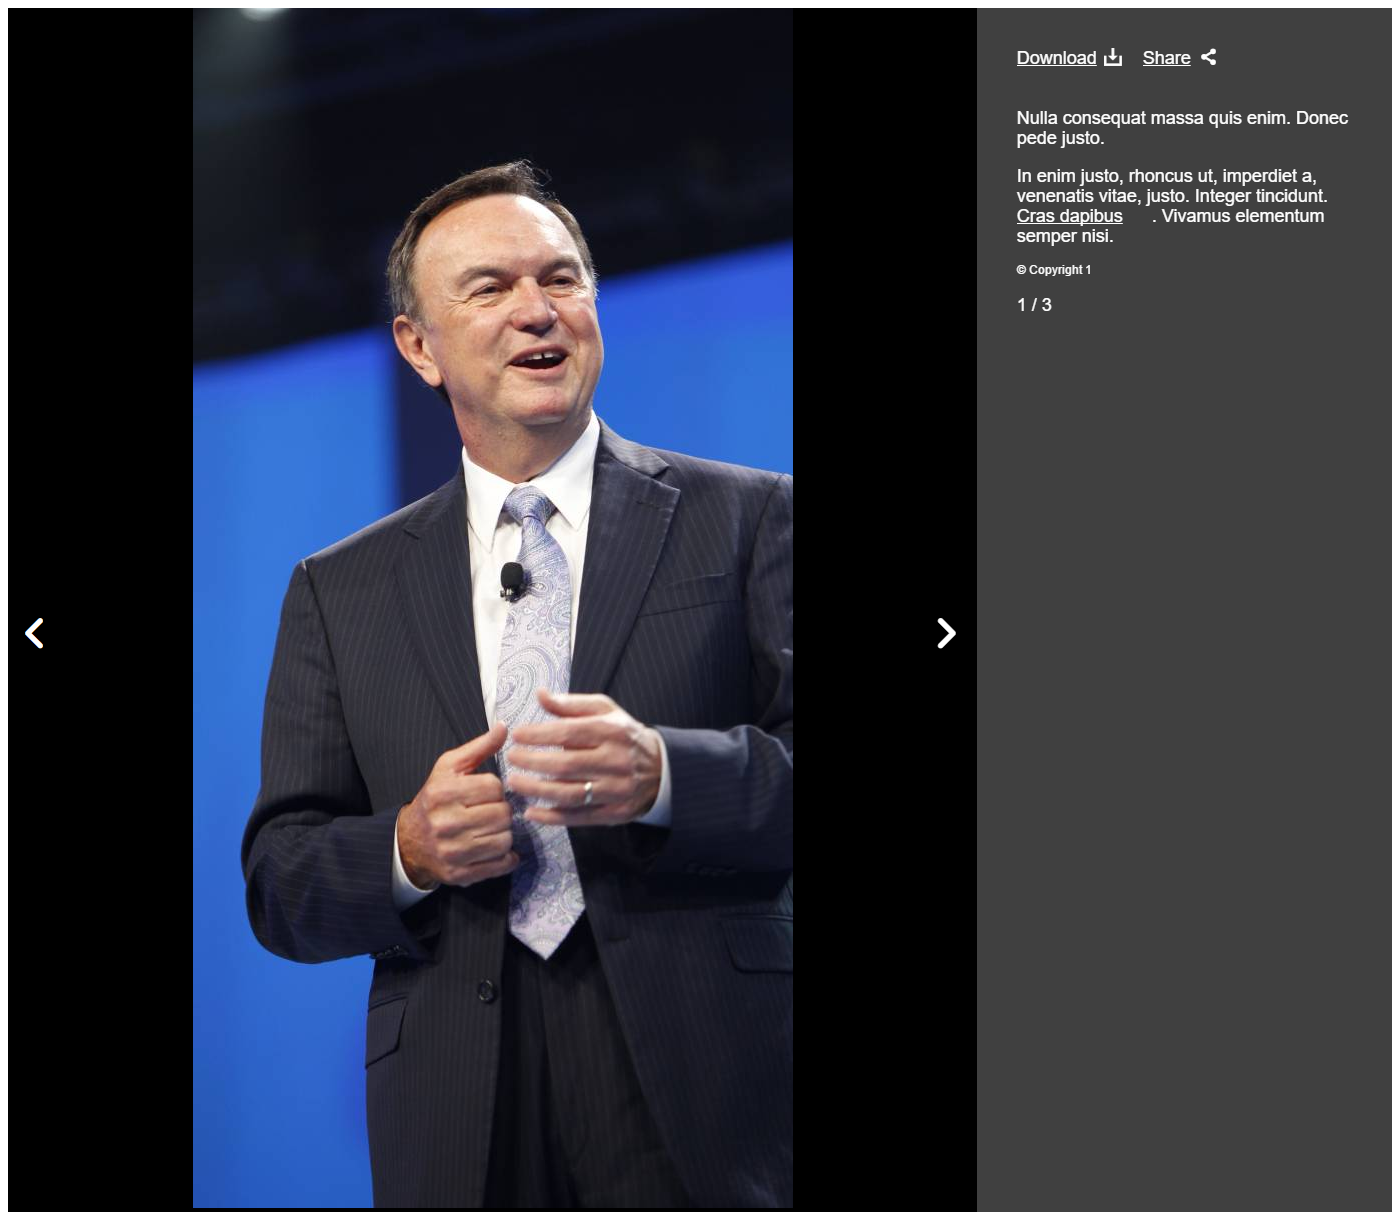 Download Share
Nulla consequat massa quis enim. Donec
pede justo.
In enim justo, rhoncus ut, imperdiet a,
venenatis vitae, justo. Integer tincidunt.
Cras dapibus . Vivamus elementum
semper nisi.
© Copyright 1
1 / 3